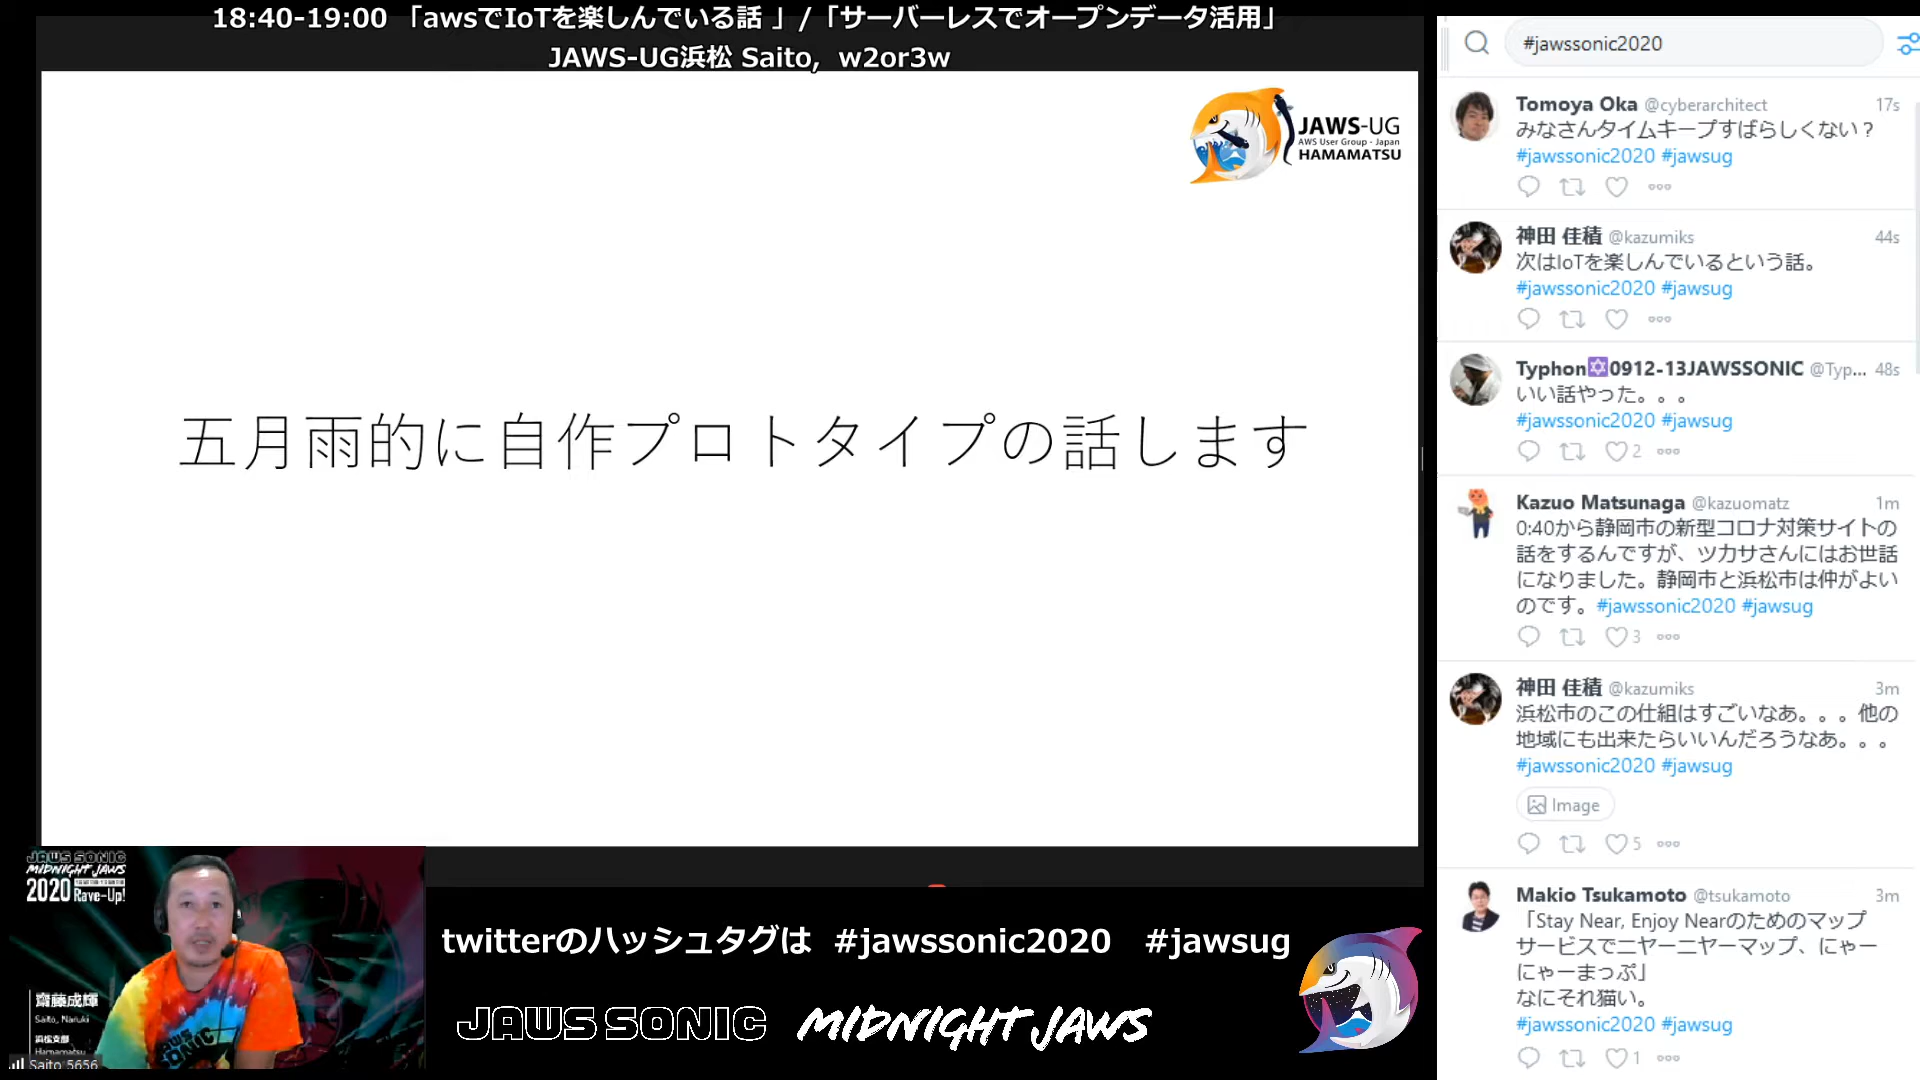 18:40-19:00 「awsでIoTを楽しんでいる話 」/「サーバーレスでオープンデータ活用」
JAWS-UG浜松 Saito,  w2or3w
JAWS-UG
AWS User Group - Japan
HAMAMATSU
五月雨的に自作プロトタイプの話します
JAWS SONIC
MIDNIGHT JAWS
2020
Rave-Up!
齋藤成輝
Saito, Naruki
浜松支部
Hamamatsu
Saito 5656
twitterのハッシュタグは #jawssonic2020 #jawsug
JAWS SONIC MIDNIGHT JAWS
#jawssonic2020
Tomoya Oka @cyberarchitect 17s
みなさんタイムキープすばらしくない？
#jawssonic2020 #jawsug
神田 佳積 @kazumiks 44s
次はIoTを楽しんでいるという話。
#jawssonic2020 #jawsug
Typhon🔯0912-13JAWSSONIC @Typ... 48s
いい話やった。。。
#jawssonic2020 #jawsug
2
Kazuo Matsunaga @kazuomatz 1m
0:40から静岡市の新型コロナ対策サイトの
話をするんですが、ツカサさんにはお世話
になりました。静岡市と浜松市は仲がよい
のです。#jawssonic2020 #jawsug
3
神田 佳積 @kazumiks 3m
浜松市のこの仕組はすごいなあ。。。他の
地域にも出来たらいいんだろうなあ。。。
#jawssonic2020 #jawsug
Image
5
Makio Tsukamoto @tsukamoto 3m
「Stay Near, Enjoy Nearのためのマップ
サービスでニヤーニヤーマップ、にゃー
にゃーまっぷ」
なにそれ猫い。
#jawssonic2020 #jawsug
1